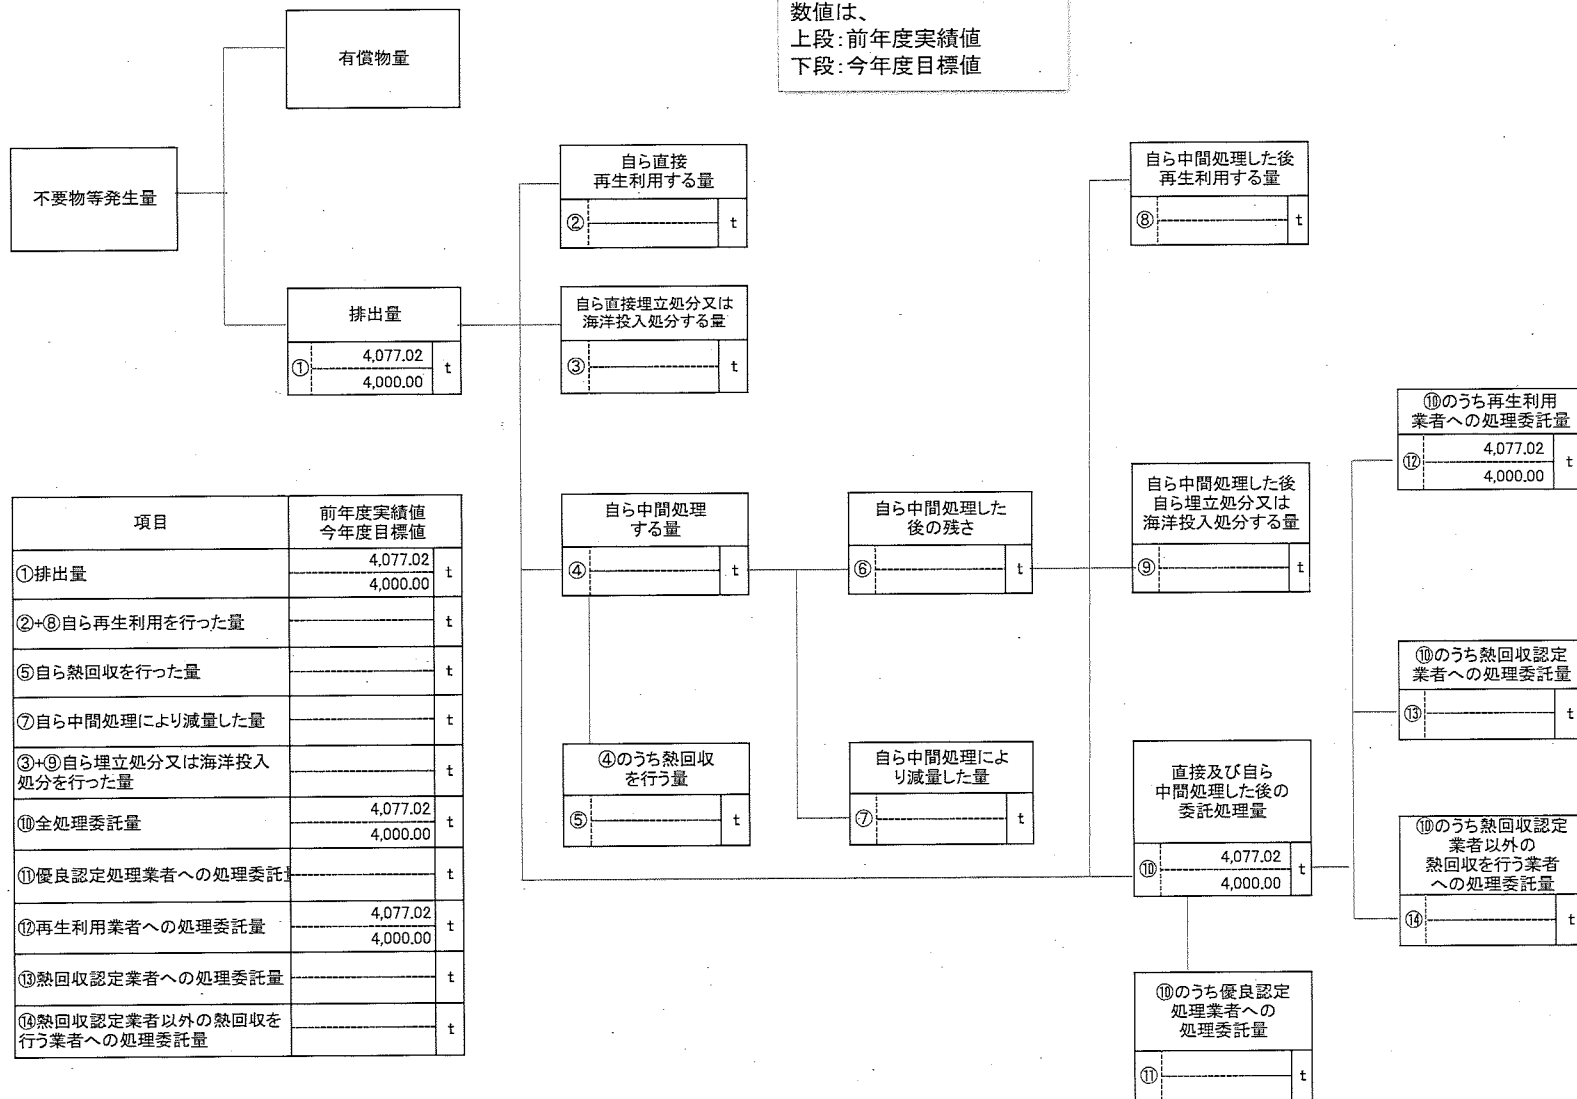 数値は、
上段:前年度実績値
下段:今年度目標値
有償物量
不要物等発生量
排出量
① 4,077.02 t
4,000.00
自ら直接
再生利用する量
② t
自ら直接埋立処分又は
海洋投入処分する量
③ t
自ら中間処理
する量
④ t
④のうち熱回収
を行う量
⑤ t
自ら中間処理した
後の残さ
⑥ t
自ら中間処理によ
り減量した量
⑦ t
自ら中間処理した後
再生利用する量
⑧ t
自ら中間処理した後
自ら埋立処分又は
海洋投入処分する量
⑨ t
直接及び自ら
中間処理した後の
委託処理量
⑩ 4,077.02 t
4,000.00
⑩のうち優良認定
処理業者への
処理委託量
⑪ t
⑩のうち再生利用
業者への処理委託量
⑫ 4,077.02 t
4,000.00
⑩のうち熱回収認定
業者への処理委託量
⑬ t
⑩のうち熱回収認定
業者以外の
熱回収を行う業者
への処理委託量
⑭ t
項目 前年度実績値
今年度目標値
①排出量 4,077.02 t
4,000.00
②+⑧自ら再生利用を行った量 t
⑤自ら熱回収を行った量 t
⑦自ら中間処理により減量した量 t
③+⑨自ら埋立処分又は海洋投入
処分を行った量 t
⑩全処理委託量 4,077.02 t
4,000.00
⑪優良認定処理業者への処理委託 t
⑫再生利用業者への処理委託量 4,077.02 t
4,000.00
⑬熱回収認定業者への処理委託量 t
⑭熱回収認定業者以外の熱回収を
行う業者への処理委託量 t